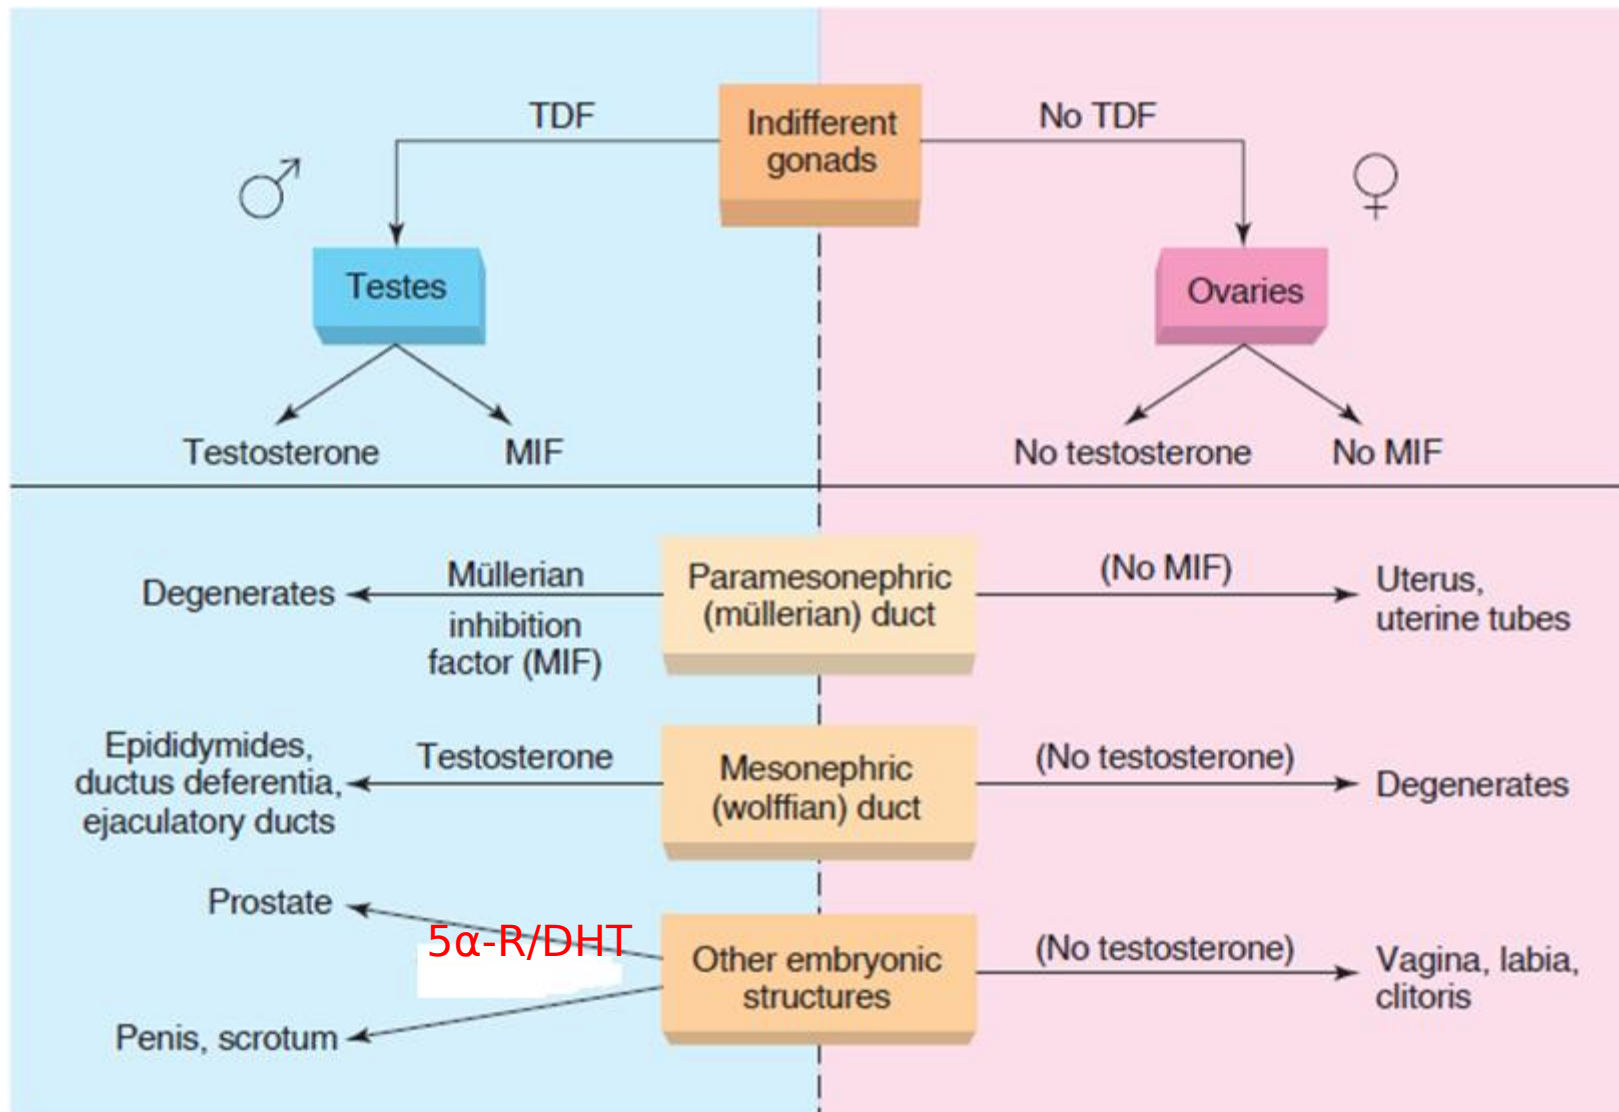 TDF
Indifferent
gonads
No TDF
♂
♀
Testes
Ovaries
Testosterone
MIF
No testosterone
No MIF
Degenerates
Müllerian
inhibition
factor (MIF)
Paramesonephric
(müllerian) duct
(No MIF)
Uterus,
uterine tubes
Epididymides,
ductus deferentia,
ejaculatory ducts
Testosterone
Mesonephric
(wolffian) duct
(No testosterone)
Degenerates
Prostate
5α-R/DHT
Penis, scrotum
Other embryonic
structures
(No testosterone)
Vagina, labia,
clitoris